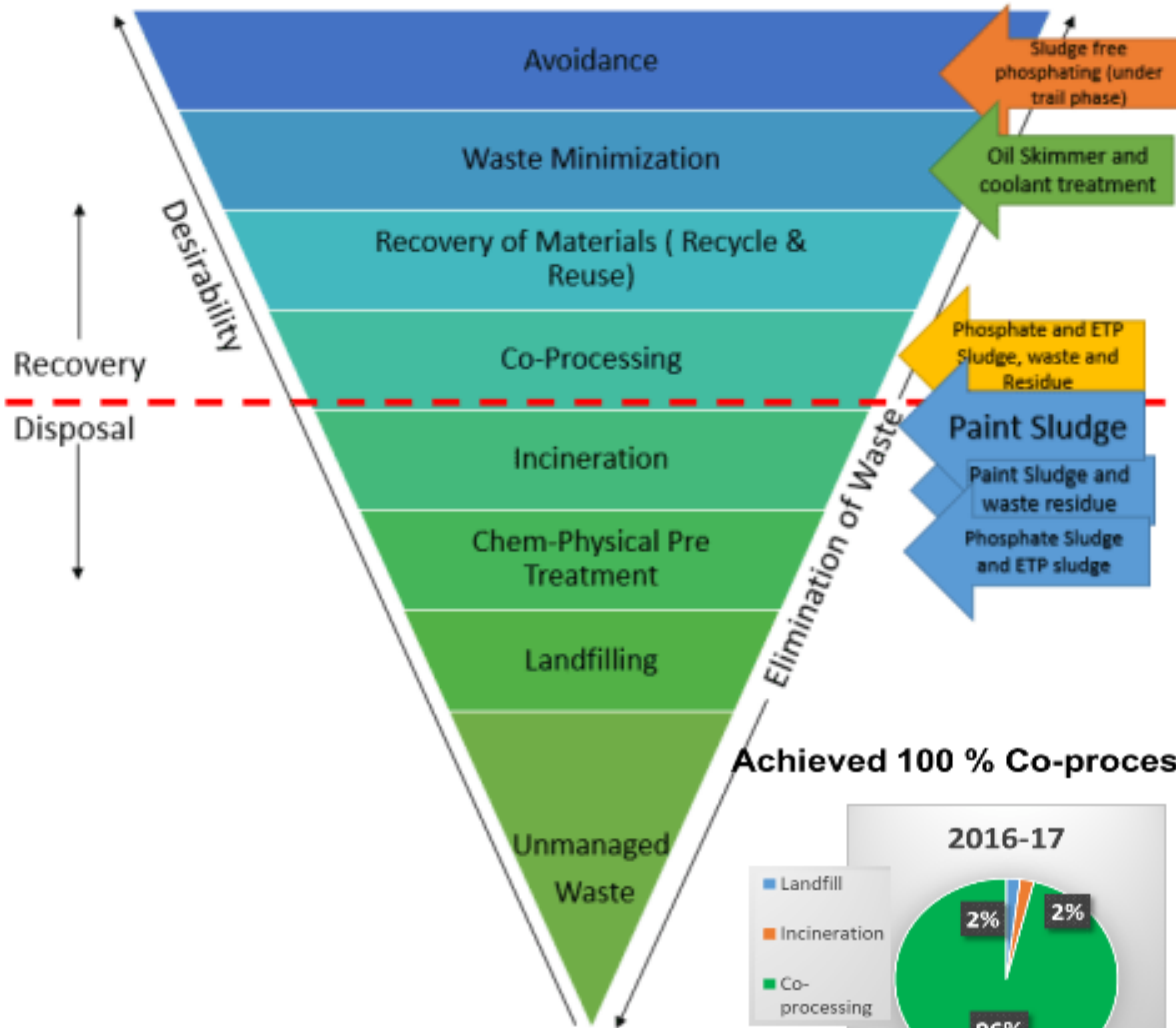 Avoidance
Sludge free
phosphating (under
trail phase)
Waste Minimization
Oil Skimmer and
coolant treatment
Desirability
Recovery of Materials ( Recycle &
Reuse)
Co-Processing
Phosphate and ETP
Sludge, waste and
Residue
Recovery
Disposal
Paint Sludge
Incineration
Paint Sludge and
waste residue
Elimination of Waste
Chem-Physical Pre
Treatment
Phosphate Sludge
and ETP sludge
Landfilling
Unmanaged
Waste
Achieved 100 % Co-proces
2016-17
Landfill
Incineration
Co-
processing
2%
2%
96%